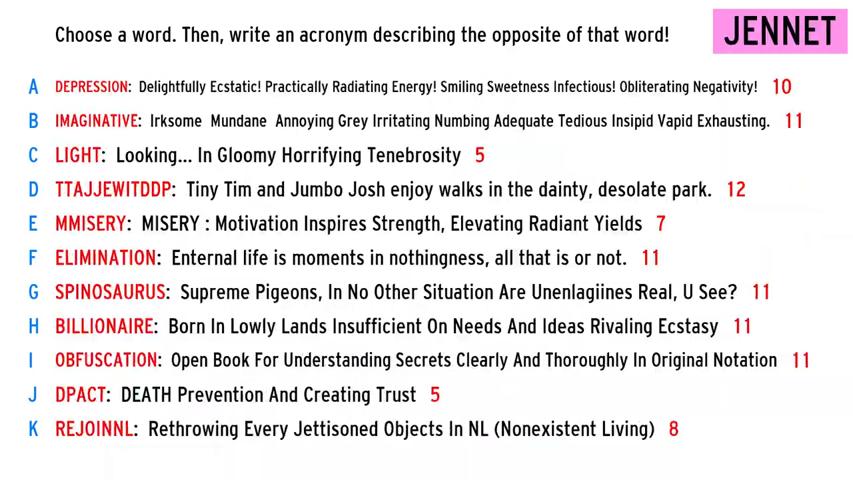 Choose a word. Then, write an acronym describing the opposite of that word!
JENNET
A DEPRESSION: Delightfully Ecstatic! Practically Radiating Energy! Smiling Sweetness Infectious! Obliterating Negativity! 10
B IMAGINATIVE: Irksome Mundane Annoying Grey Irritating Numbing Adequate Tedious Insipid Vapid Exhausting. 11
C LIGHT: Looking... In Gloomy Horrifying Tenebrosity 5
D TTAJJEWITDDP: Tiny Tim and Jumbo Josh enjoy walks in the dainty, desolate park. 12
E MMISERY: MISERY : Motivation Inspires Strength, Elevating Radiant Yields 7
F ELIMINATION: Enternal life is moments in nothingness, all that is or not. 11
G SPINOSAURUS: Supreme Pigeons, In No Other Situation Are Unenlagiines Real, U See? 11
H BILLIONAIRE: Born In Lowly Lands Insufficient On Needs And Ideas Rivaling Ecstasy 11
I OBFUSCATION: Open Book For Understanding Secrets Clearly And Thoroughly In Original Notation 11
J DPACT: DEATH Prevention And Creating Trust 5
K REJOINNL: Rethrowing Every Jettisoned Objects In NL (Nonexistent Living) 8